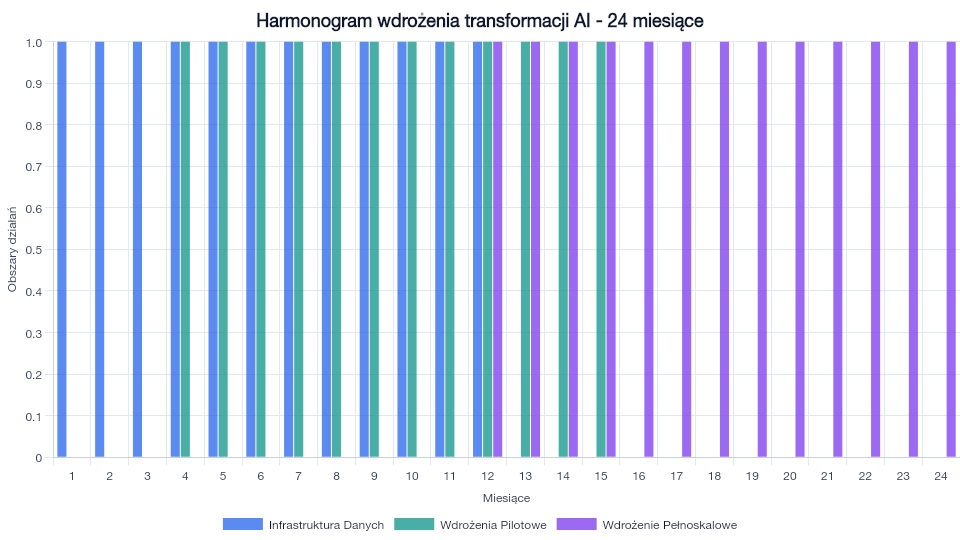 Harmonogram wdrożenia transformacji AI - 24 miesiące
1.0
0.9
0.8
0.7
0.6
0.5
0.4
0.3
0.2
0.1
0
Obszary działań
1 2 3 4 5 6 7 8 9 10 11 12 13 14 15 16 17 18 19 20 21 22 23 24
Miesiące
Infrastruktura Danych Wdrożenia Pilotowe Wdrożenie Pełnoskalowe